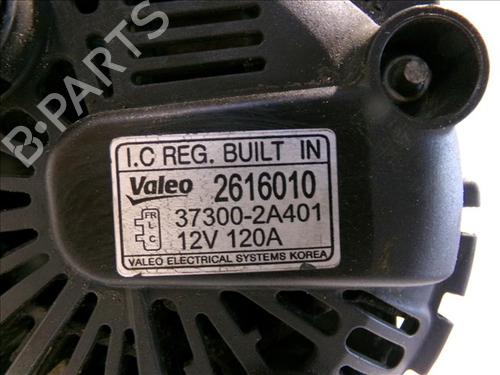 B-PARTS
I.C REG. BUILT IN
Valeo 2616010
FR
L
C
37300-2A401
12V 120A
VALEO ELECTRICAL SYSTEMS KOREA